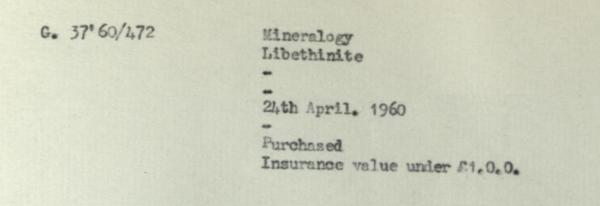 G. 37'60/472 Mineralogy
Libethinite
-
-
24th April. 1960
-
Purchased
Insurance value under £1.0.0.